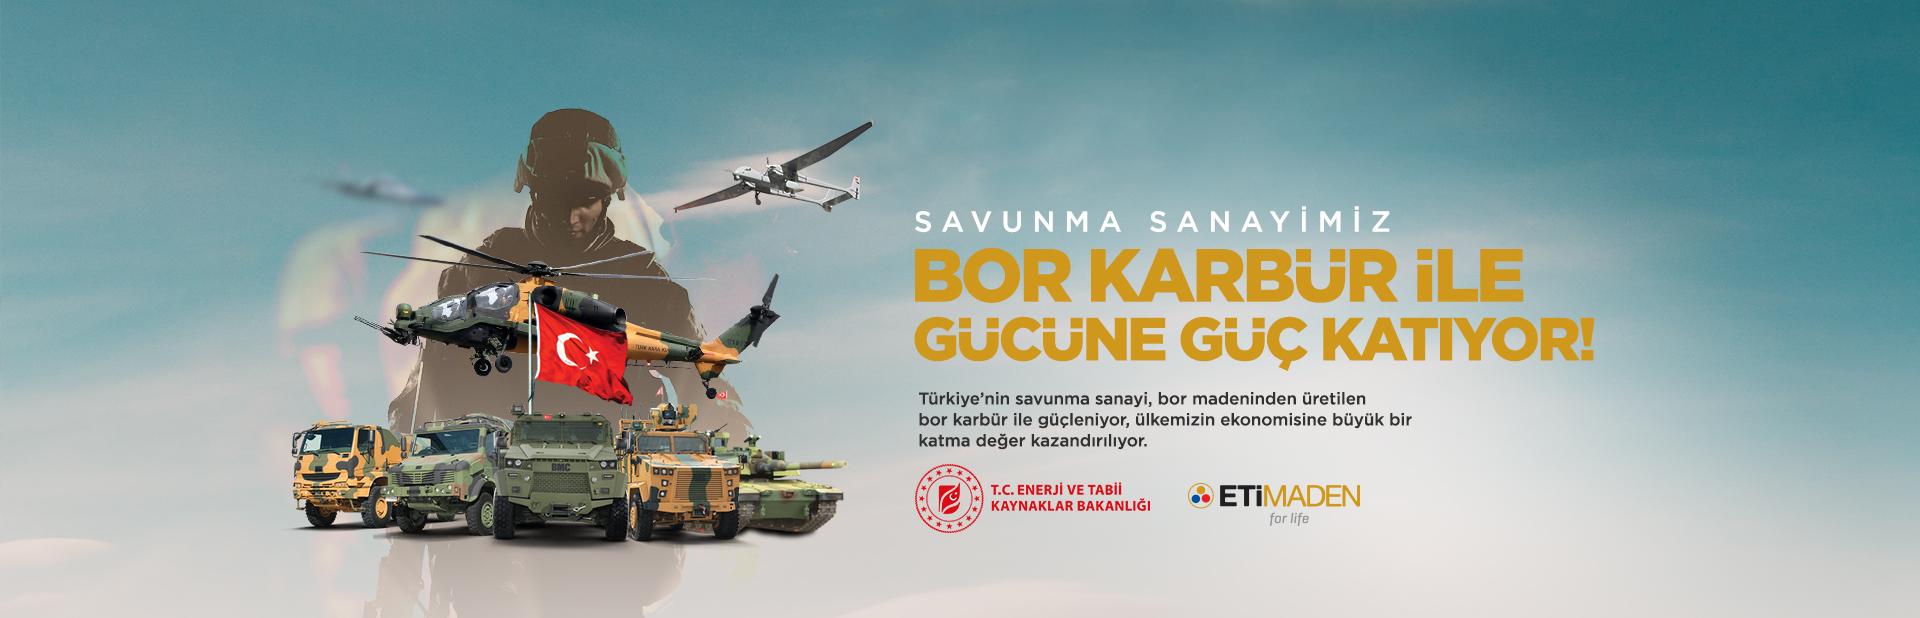 SAVUNMA SANAYİMİZ
BOR KARBÜR İLE
GÜCÜNE GÜÇ KATIYOR!
Türkiye'nin savunma sanayi, bor madeninden üretilen
bor karbür ile güçleniyor, ülkemizin ekonomisine büyük bir
katma değer kazandırılıyor.
T.C. ENERJİ VE TABİİ
KAYNAKLAR BAKANLIĞI
ETİMADEN
for life
BMC